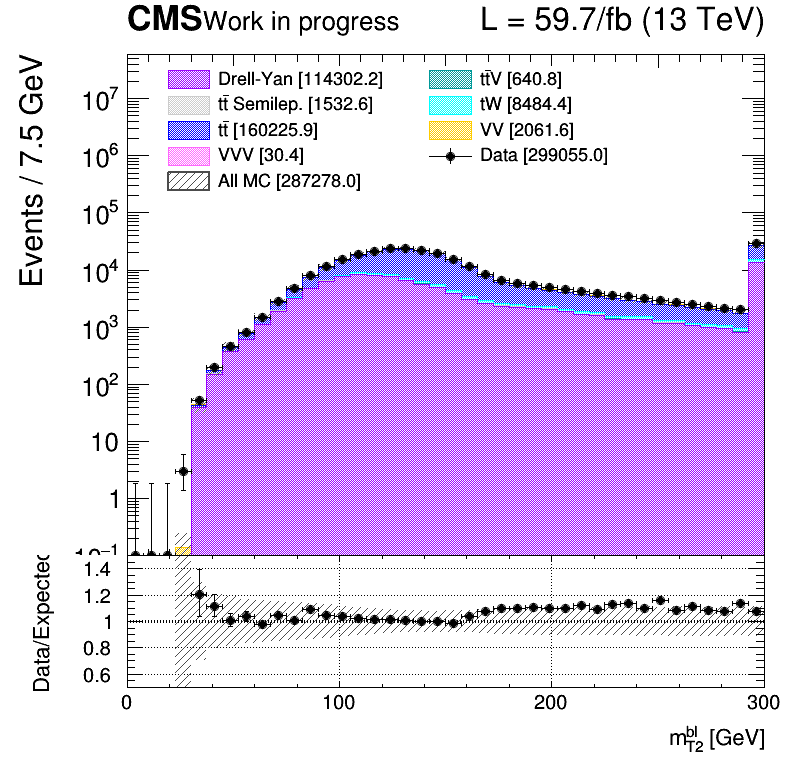 CMS Work in progress L = 59.7/fb (13 TeV)
Events / 7.5 GeV
Drell-Yan [114302.2]
tt̄ Semilep. [1532.6]
tt̄ [160225.9]
VVV [30.4]
All MC [287278.0]
tt̄V [640.8]
tW [8484.4]
VV [2061.6]
Data [299055.0]
10⁷
10⁶
10⁵
10⁴
10³
10²
10
1
10⁻¹
Data/Expected
1.4
1.2
1
0.8
0.6
0 100 200 300
m_{T2}^{bl} [GeV]